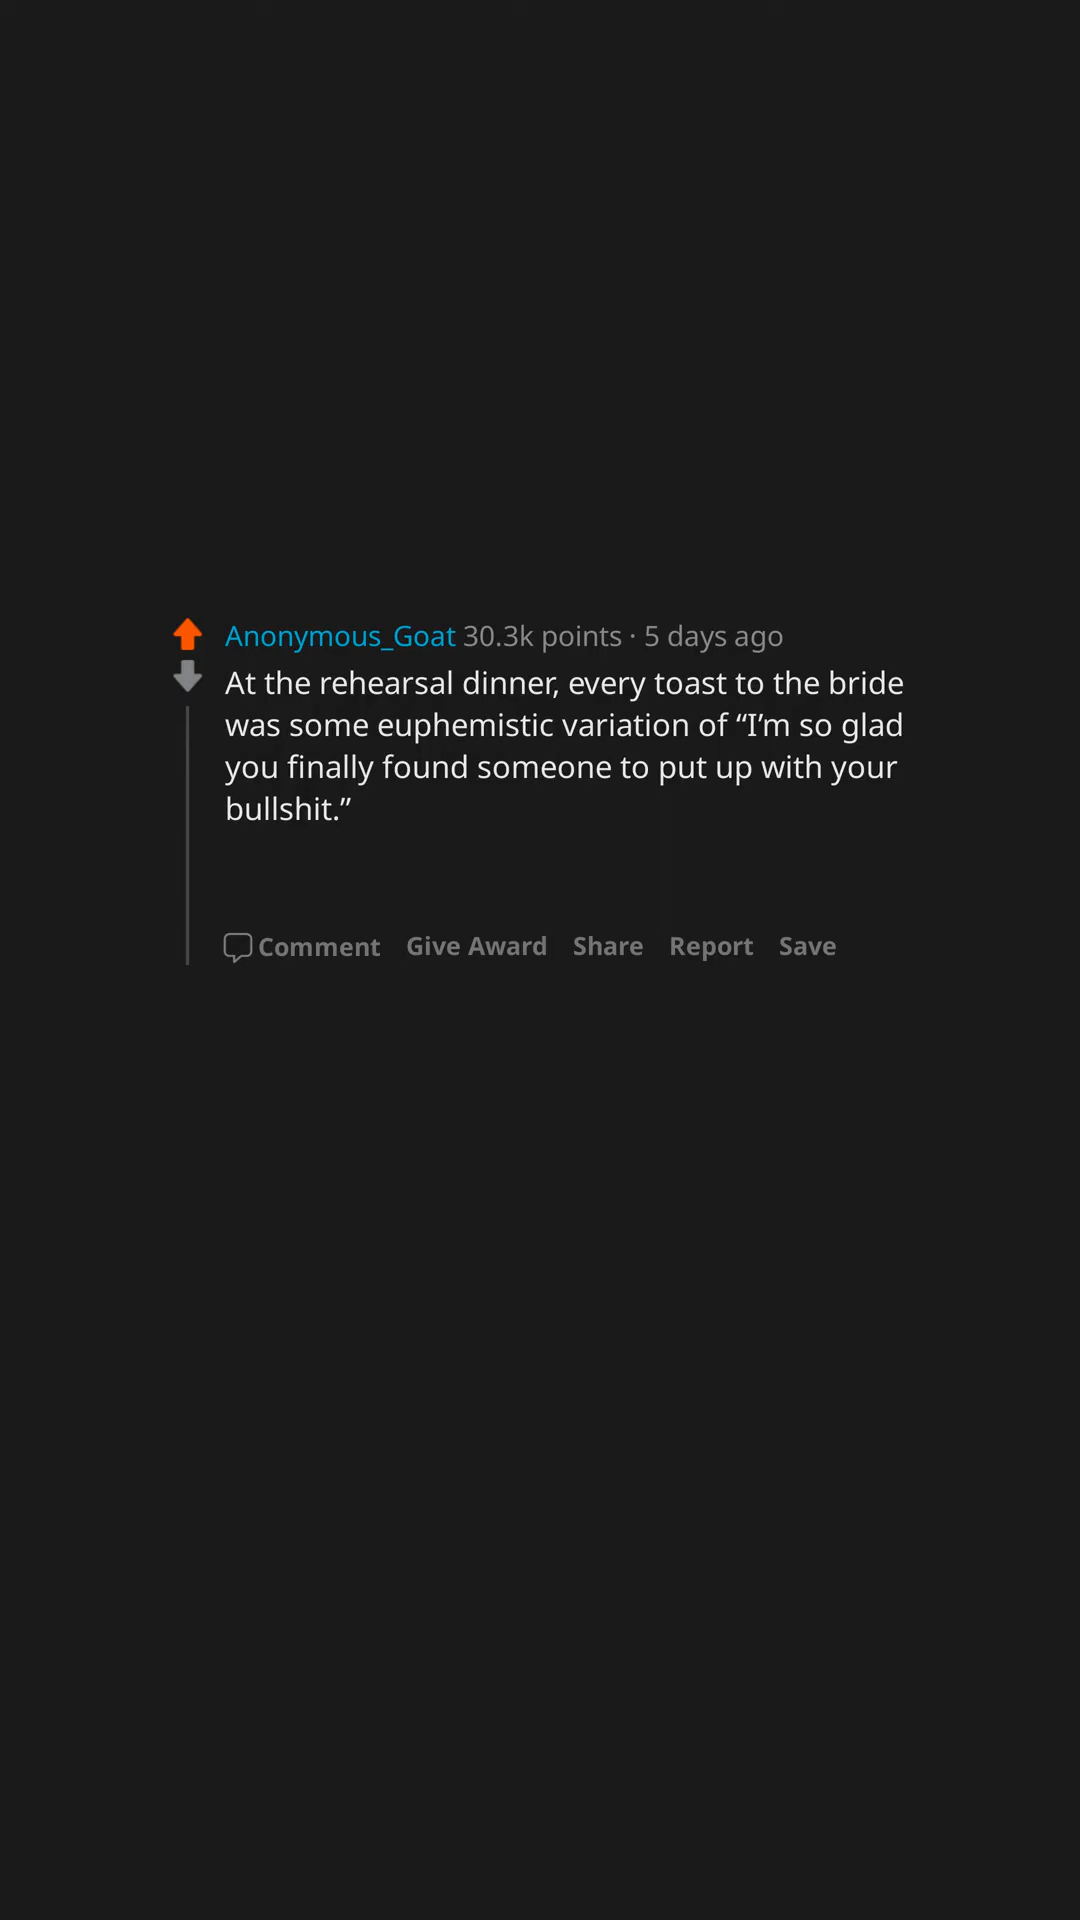 Anonymous_Goat 30.3k points · 5 days ago
At the rehearsal dinner, every toast to the bride
was some euphemistic variation of “I’m so glad
you finally found someone to put up with your
bullshit.”
Comment Give Award Share Report Save